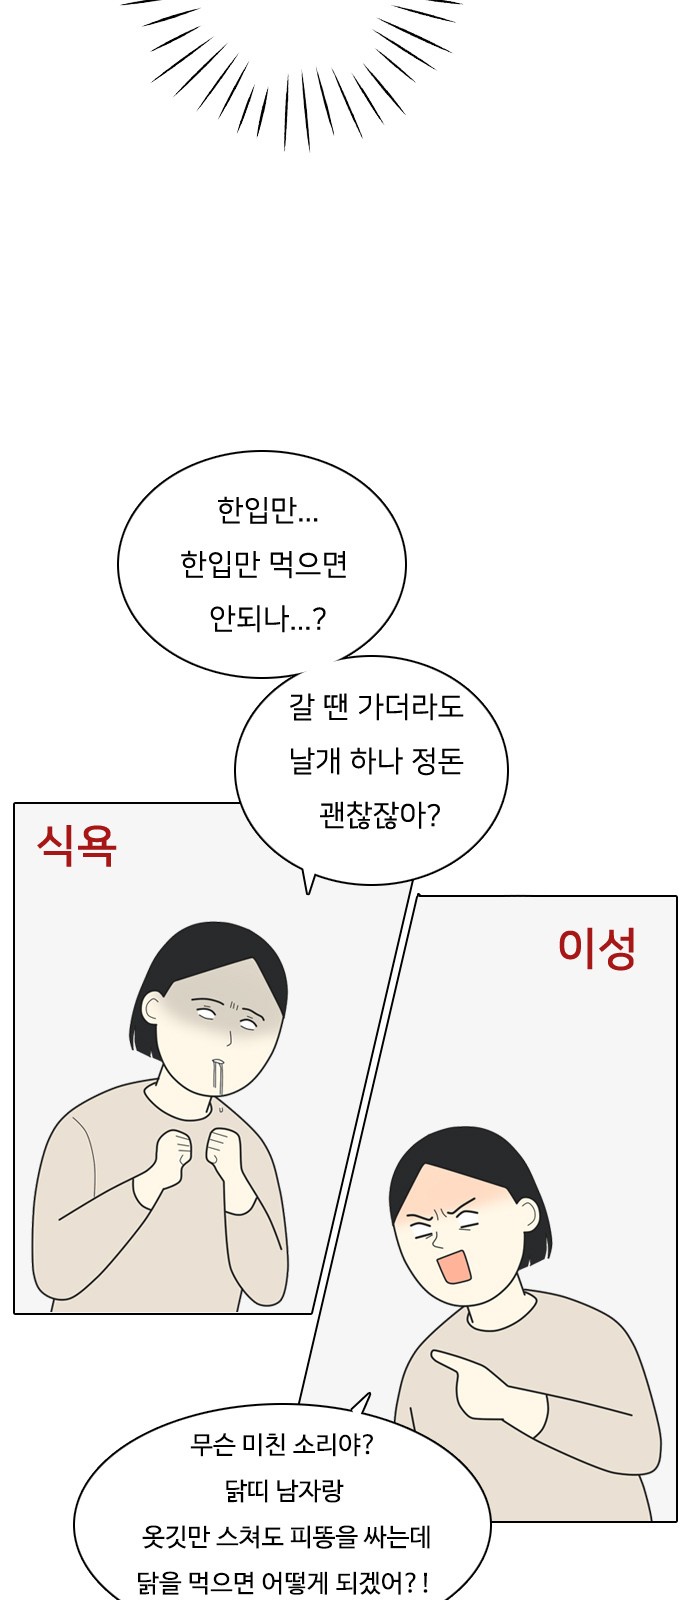 한입만...
한입만 먹으면
안되나...?
갈 땐 가더라도
날개 하나 정돈
괜찮잖아?
식욕
이성
무슨 미친 소리야?
닭띠 남자랑
옷깃만 스쳐도 피똥을 싸는데
닭을 먹으면 어떻게 되겠어?!